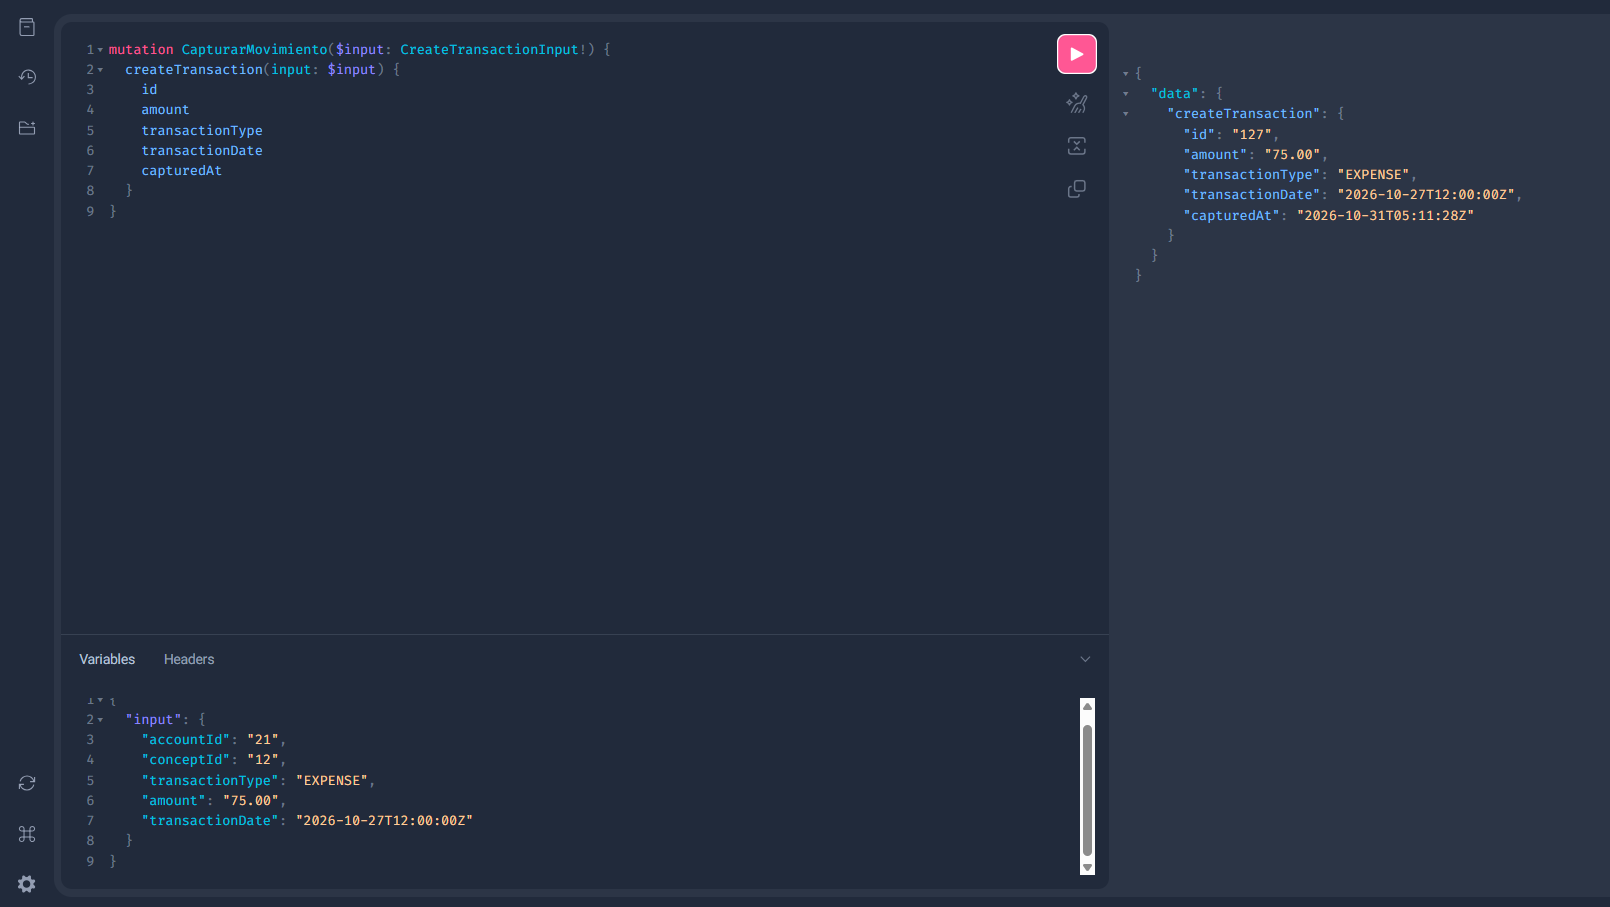 1 mutation CapturarMovimiento($input: CreateTransactionInput!) {
2   createTransaction(input: $input) {
3     id
4     amount
5     transactionType
6     transactionDate
7     capturedAt
8   }
9 }
Variables Headers
1 {
2   "input": {
3     "accountId": "21",
4     "conceptId": "12",
5     "transactionType": "EXPENSE",
6     "amount": "75.00",
7     "transactionDate": "2026-10-27T12:00:00Z"
8   }
9 }
{
  "data": {
    "createTransaction": {
      "id": "127",
      "amount": "75.00",
      "transactionType": "EXPENSE",
      "transactionDate": "2026-10-27T12:00:00Z",
      "capturedAt": "2026-10-31T05:11:28Z"
    }
  }
}